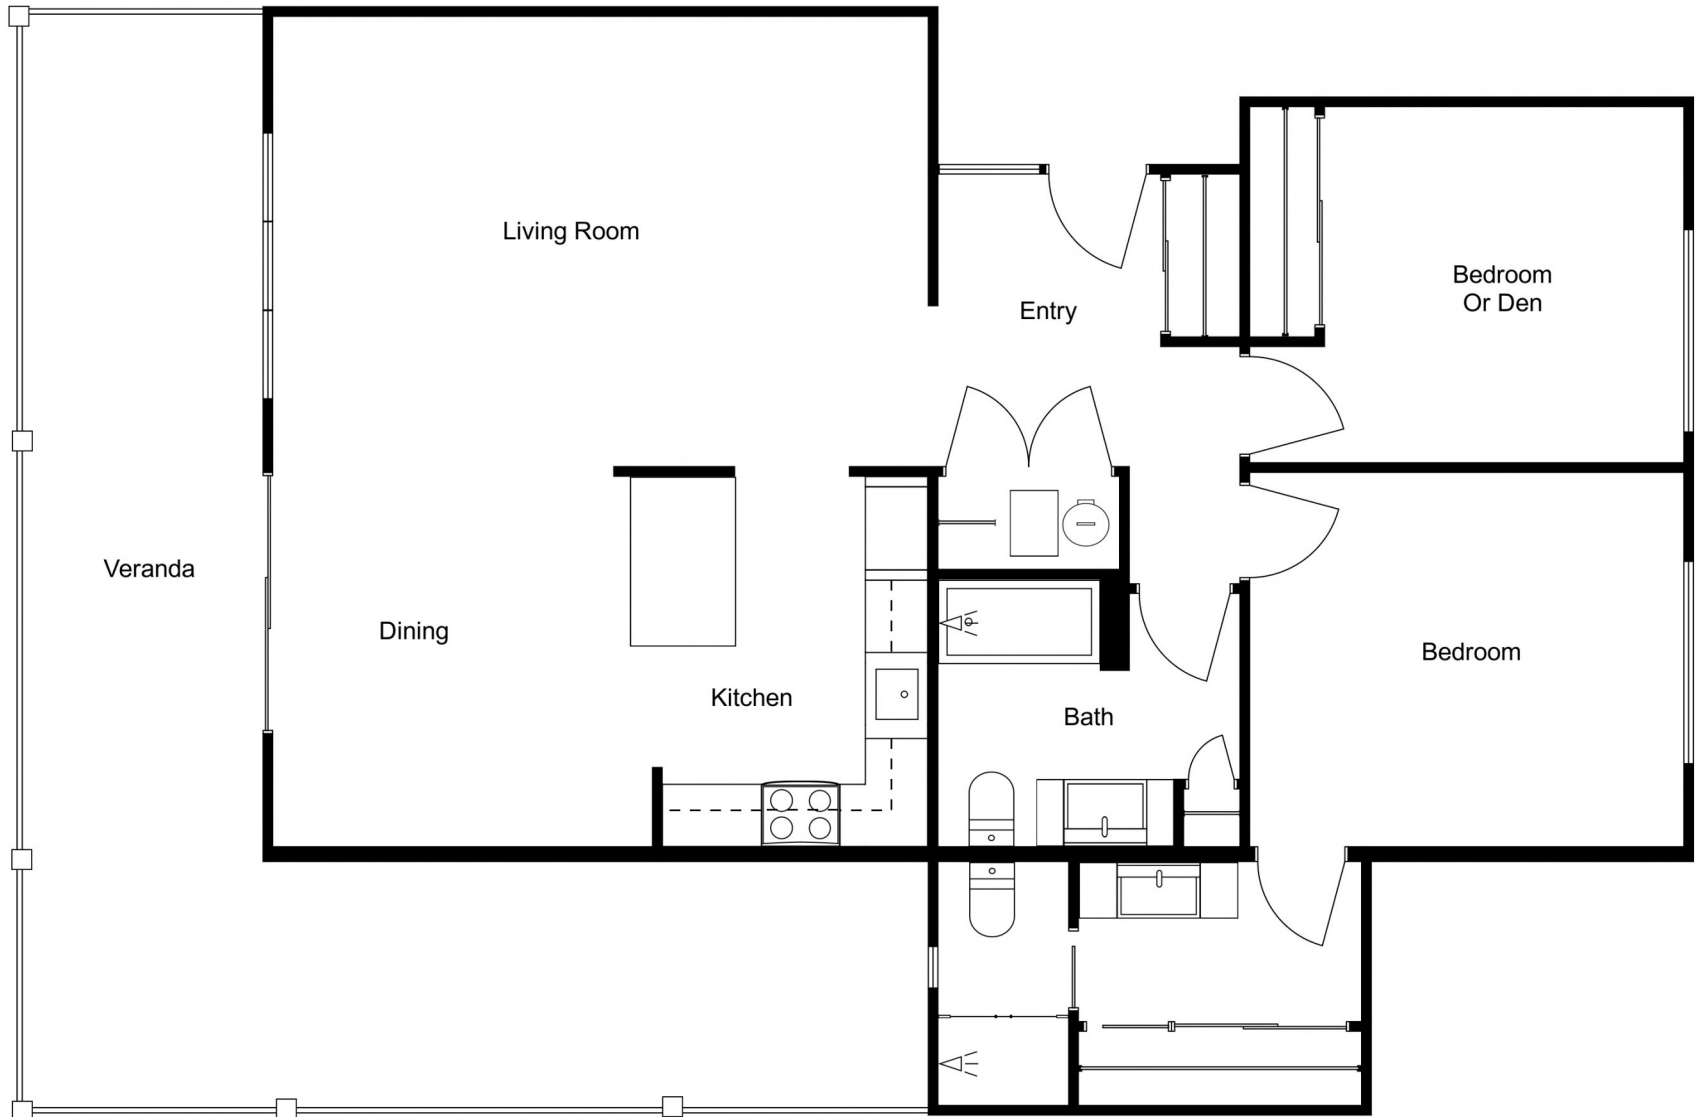 Living Room
Entry
Bedroom
Or Den
Veranda
Dining
Kitchen
Bath
Bedroom